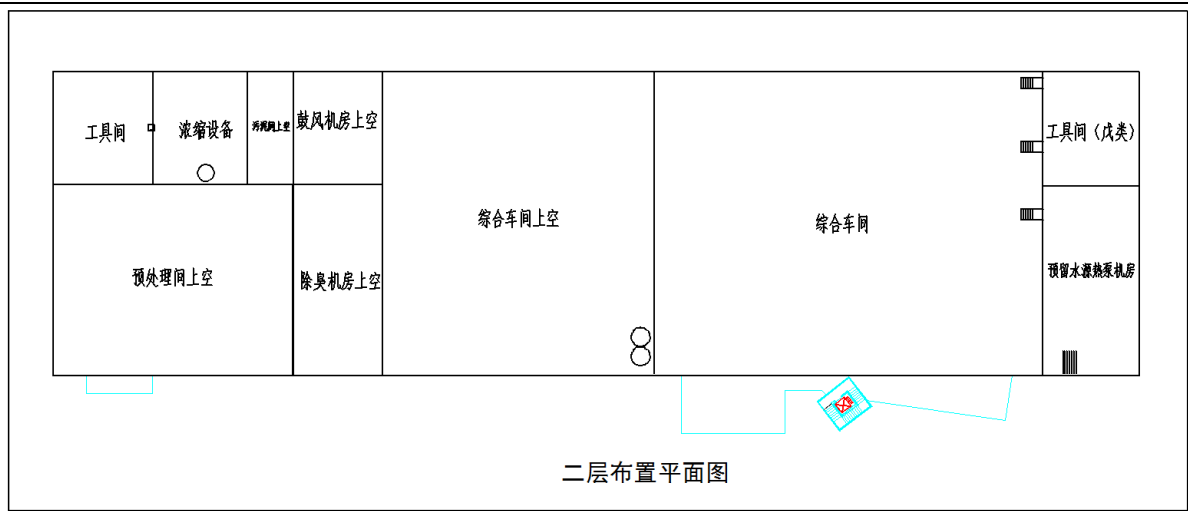 工具间
浓缩设备
污泥间上空
鼓风机房上空
工具间（戊类）
综合车间上空
综合车间
预处理间上空
除臭机房上空
预留水源热泵机房
二层布置平面图